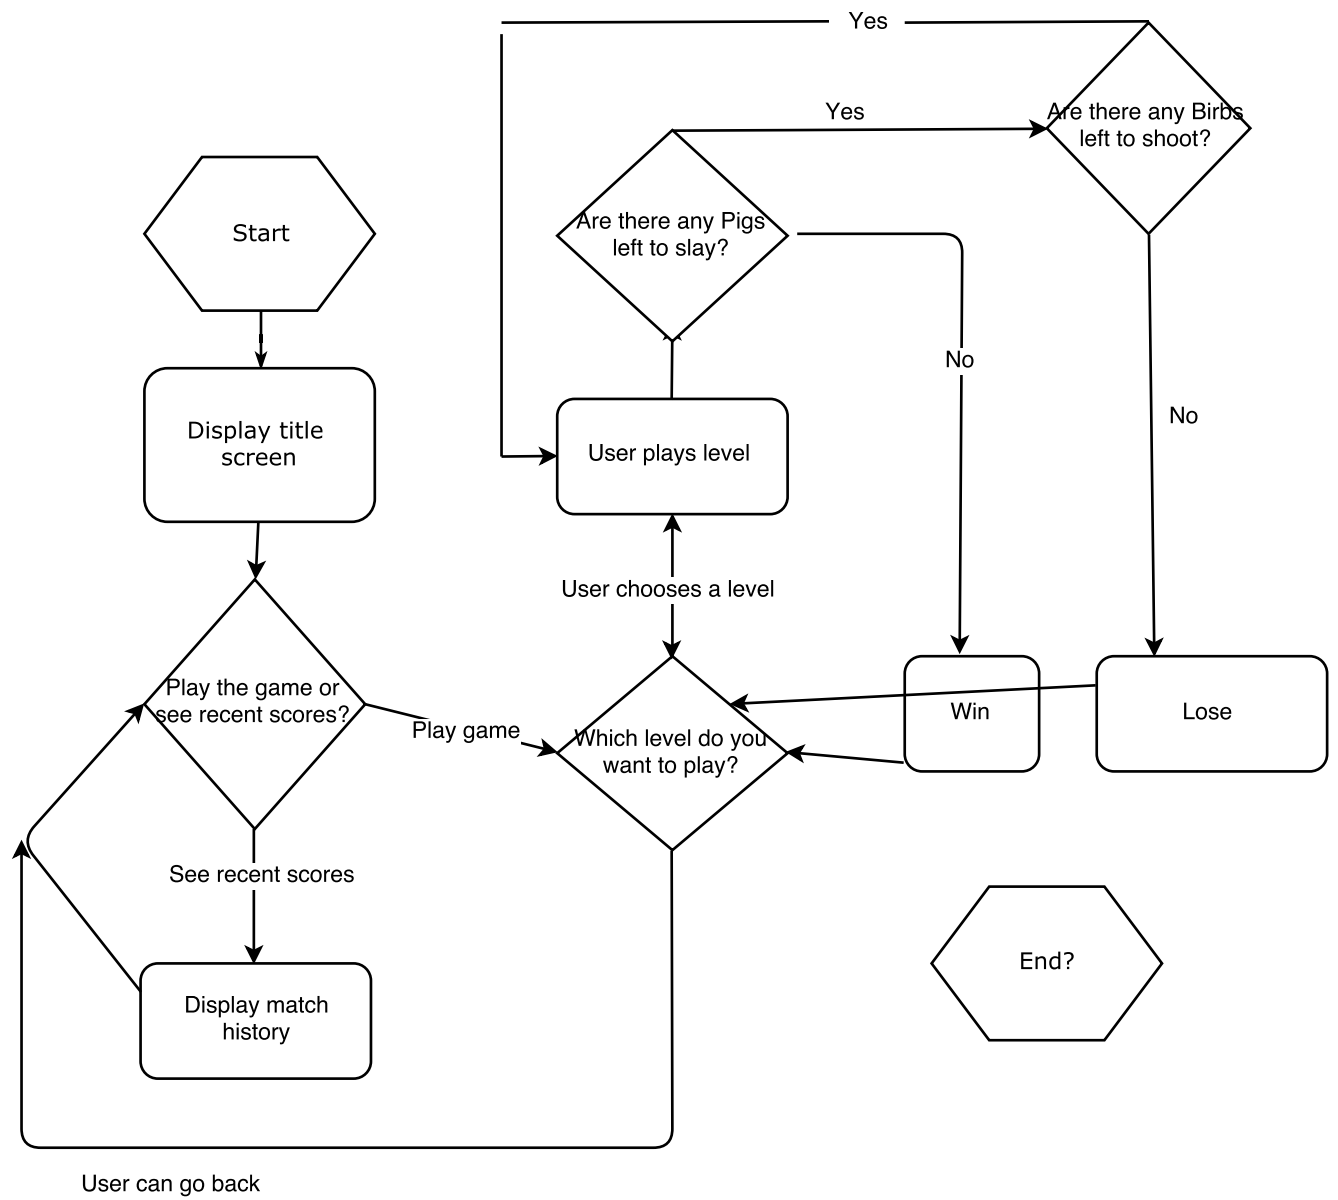 Yes
Are there any Birbs
left to shoot?
Yes
Are there any Pigs
left to slay?
Start
No
No
Display title
screen
User plays level
User chooses a level
Play the game or
see recent scores?
Play game
Which level do you
want to play?
Win
Lose
See recent scores
End?
Display match
history
User can go back